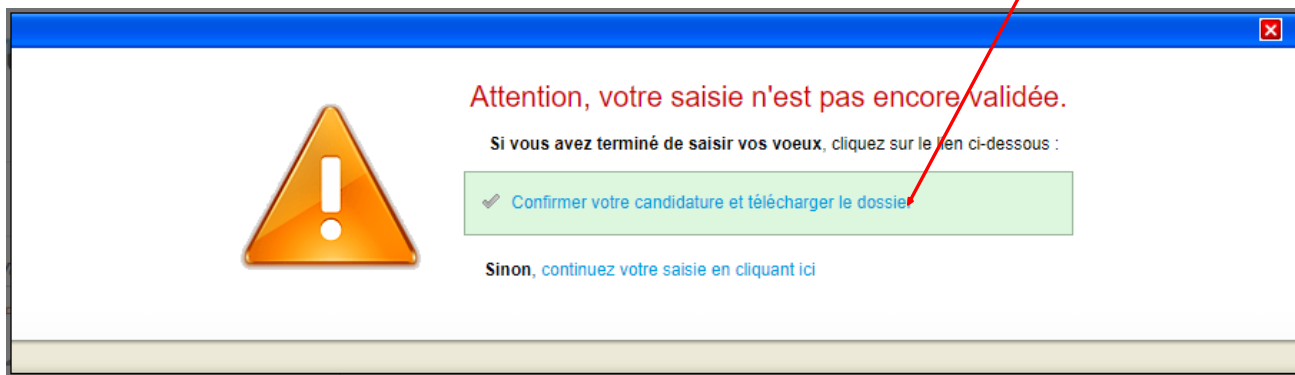 Attention, votre saisie n'est pas encore validée.
Si vous avez terminé de saisir vos voeux, cliquez sur le lien ci-dessous :
Confirmer votre candidature et télécharger le dossier
Sinon, continuez votre saisie en cliquant ici